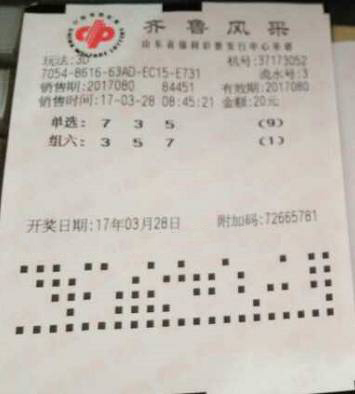 齐鲁风采
山东省福利彩票发行中心承销
玩法:3D 机号:37173052
7054-8616-63AD-EC15-E731 流水号:3
销售期:2017080 84451 有效期:2017080
销售时间:17-03-28 08:45:21 金额:20元
单选: 7 3 5 (9)
组六: 3 5 7 (1)
开奖日期:17年03月28日 附加码:72665781